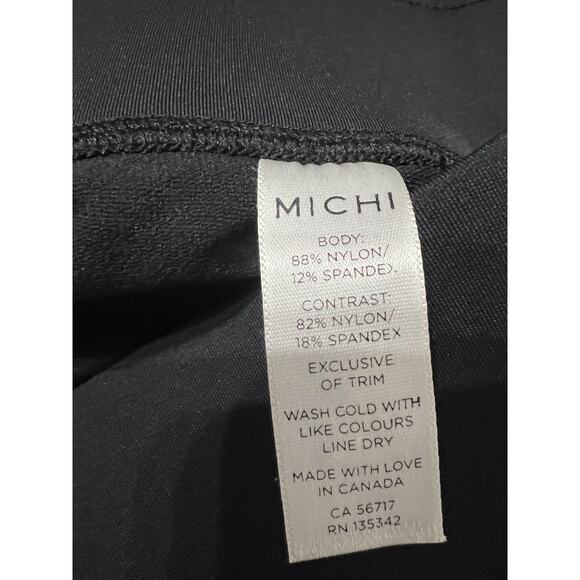 MICHI
BODY:
88% NYLON/
12% SPANDEX
CONTRAST:
82% NYLON/
18% SPANDEX
EXCLUSIVE
OF TRIM
WASH COLD WITH
LIKE COLOURS
LINE DRY
MADE WITH LOVE
IN CANADA
CA 56717
RN 135342